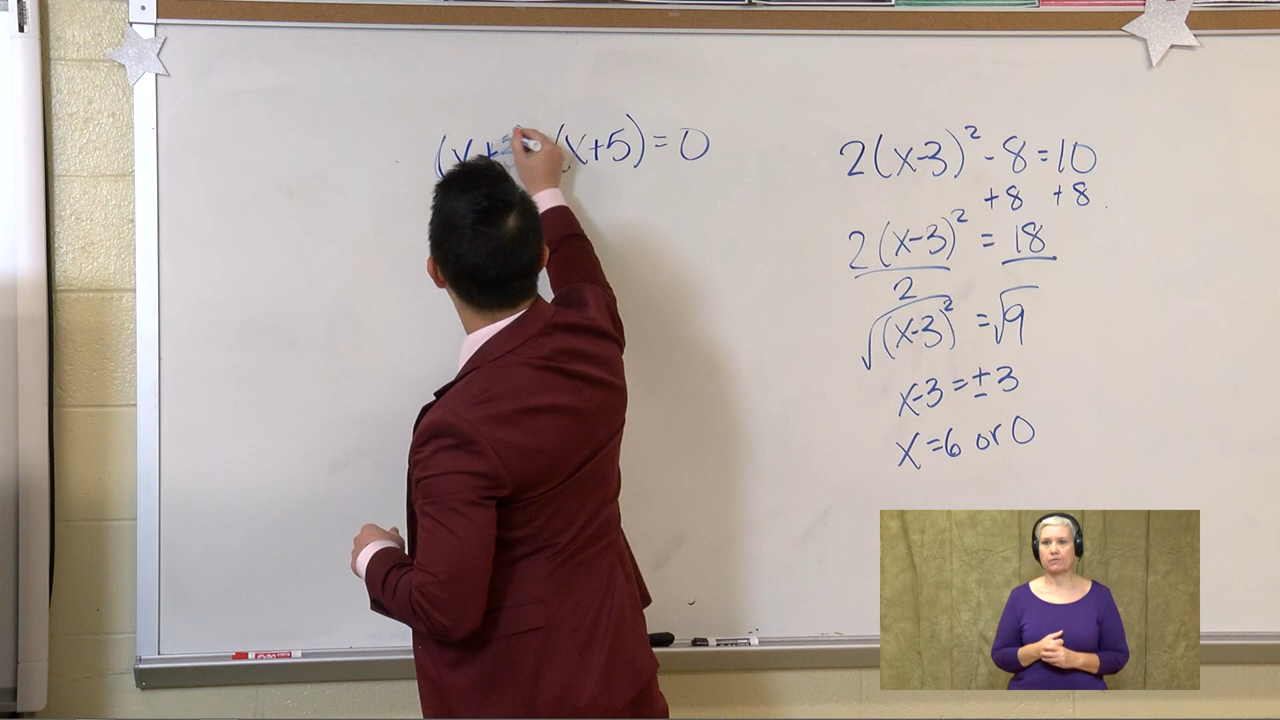 (x+5)=0
2(x-3)² - 8 = 10
+8 +8
2(x-3)² = 18
2
√(x-3)² = √9
x-3 = ± 3
x = 6 or 0